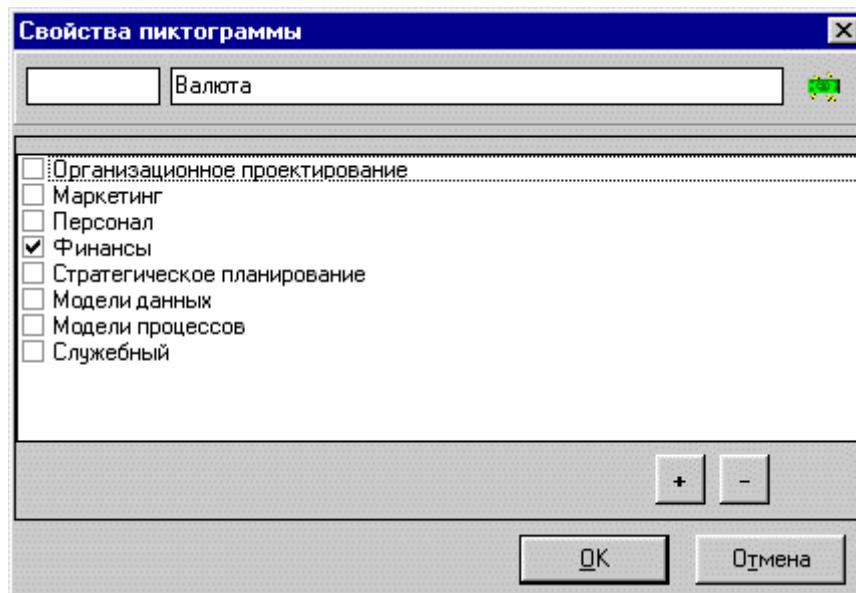 Свойства пиктограммы
Валюта
Организационное проектирование
Маркетинг
Персонал
Финансы
Стратегическое планирование
Модели данных
Модели процессов
Служебный
+ -
OK Отмена